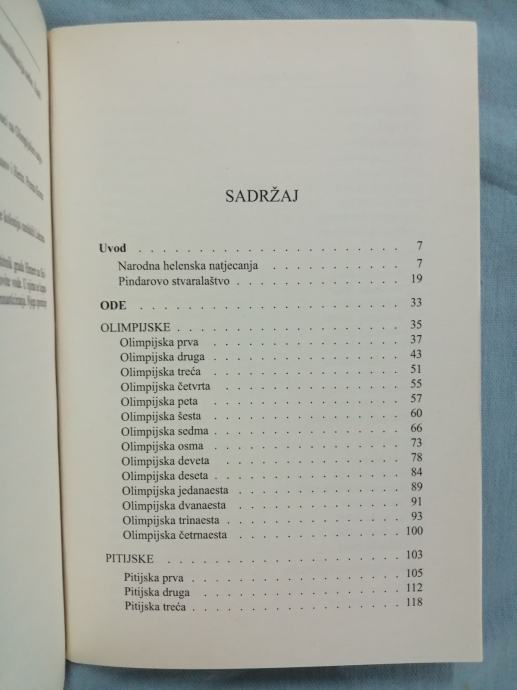 SADRŽAJ
Uvod . . . . . . . . . . . . . . . . . . . . 7
Narodna helenska natjecanja . . . . . . . . . . 7
Pindarovo stvaralaštvo . . . . . . . . . . . . 19
ODE . . . . . . . . . . . . . . . . . . . . 33
OLIMPIJSKE . . . . . . . . . . . . . . . . . 35
Olimpijska prva . . . . . . . . . . . . . . 37
Olimpijska druga . . . . . . . . . . . . . . 43
Olimpijska treća . . . . . . . . . . . . . . 51
Olimpijska četvrta . . . . . . . . . . . . . 55
Olimpijska peta . . . . . . . . . . . . . . 57
Olimpijska šesta . . . . . . . . . . . . . . 60
Olimpijska sedma . . . . . . . . . . . . . . 66
Olimpijska osma . . . . . . . . . . . . . . 73
Olimpijska deveta . . . . . . . . . . . . . 78
Olimpijska deseta . . . . . . . . . . . . . 84
Olimpijska jedanaesta . . . . . . . . . . . . 89
Olimpijska dvanaesta . . . . . . . . . . . . 91
Olimpijska trinaesta . . . . . . . . . . . . . 93
Olimpijska četrnaesta . . . . . . . . . . . . 100
PITIJSKE . . . . . . . . . . . . . . . . . . 103
Pitijska prva . . . . . . . . . . . . . . . 105
Pitijska druga . . . . . . . . . . . . . . . 112
Pitijska treća . . . . . . . . . . . . . . . 118